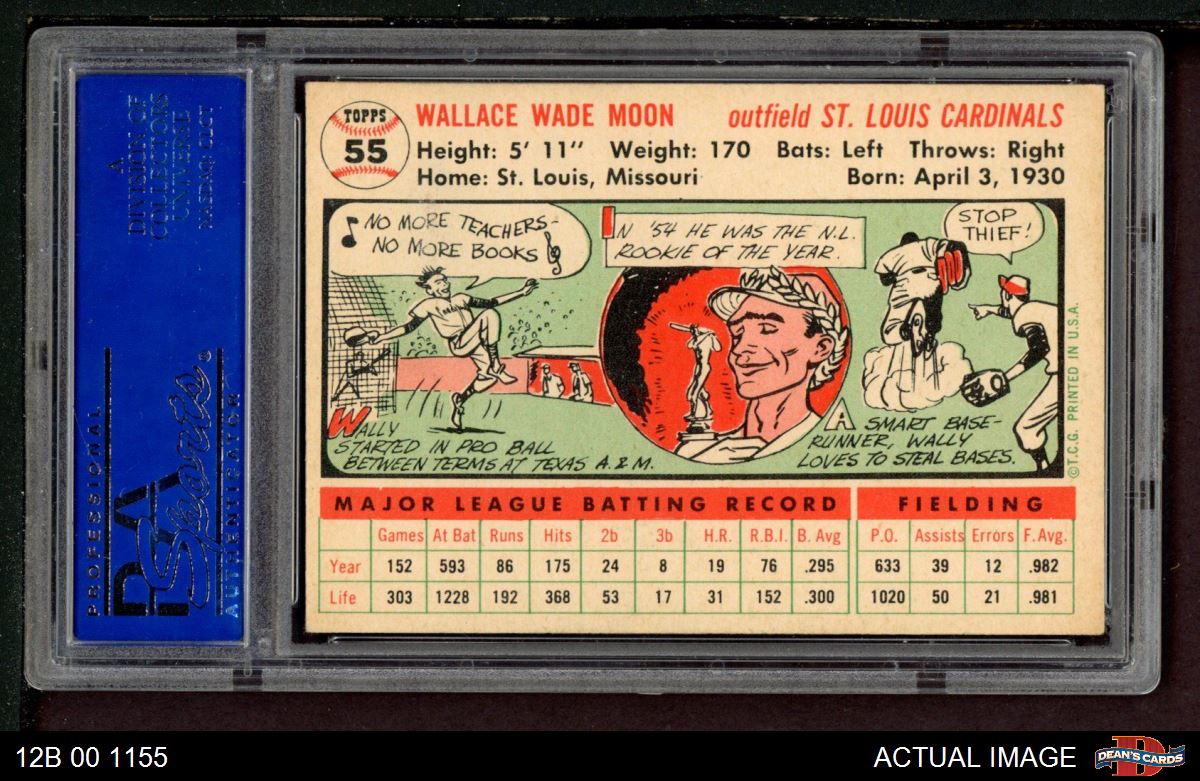 A
DIVISION OF
COLLECTORS
UNIVERSE
NASDAQ: CLCT
PROFESSIONAL
PSA Sports ®
AUTHENTICATOR
TOPPS
55
WALLACE WADE MOON outfield ST. LOUIS CARDINALS
Height: 5' 11" Weight: 170 Bats: Left Throws: Right
Home: St. Louis, Missouri Born: April 3, 1930
NO MORE TEACHERS-
NO MORE BOOKS
IN '54 HE WAS THE N.L.
ROOKIE OF THE YEAR.
STOP
THIEF!
WALLY
STARTED IN PRO BALL
BETWEEN TERMS AT TEXAS A. & M.
A SMART BASE-
RUNNER, WALLY
LOVES TO STEAL BASES.
© T.C.G. PRINTED IN U.S.A.
MAJOR LEAGUE BATTING RECORD FIELDING
Games At Bat Runs Hits 2b 3b H.R. R.B.I. B. Avg P.O. Assists Errors F. Avg.
Year 152 593 86 175 24 8 19 76 .295 633 39 12 .982
Life 303 1228 192 368 53 17 31 152 .300 1020 50 21 .981
12B 00 1155 ACTUAL IMAGE DEAN'S CARDS